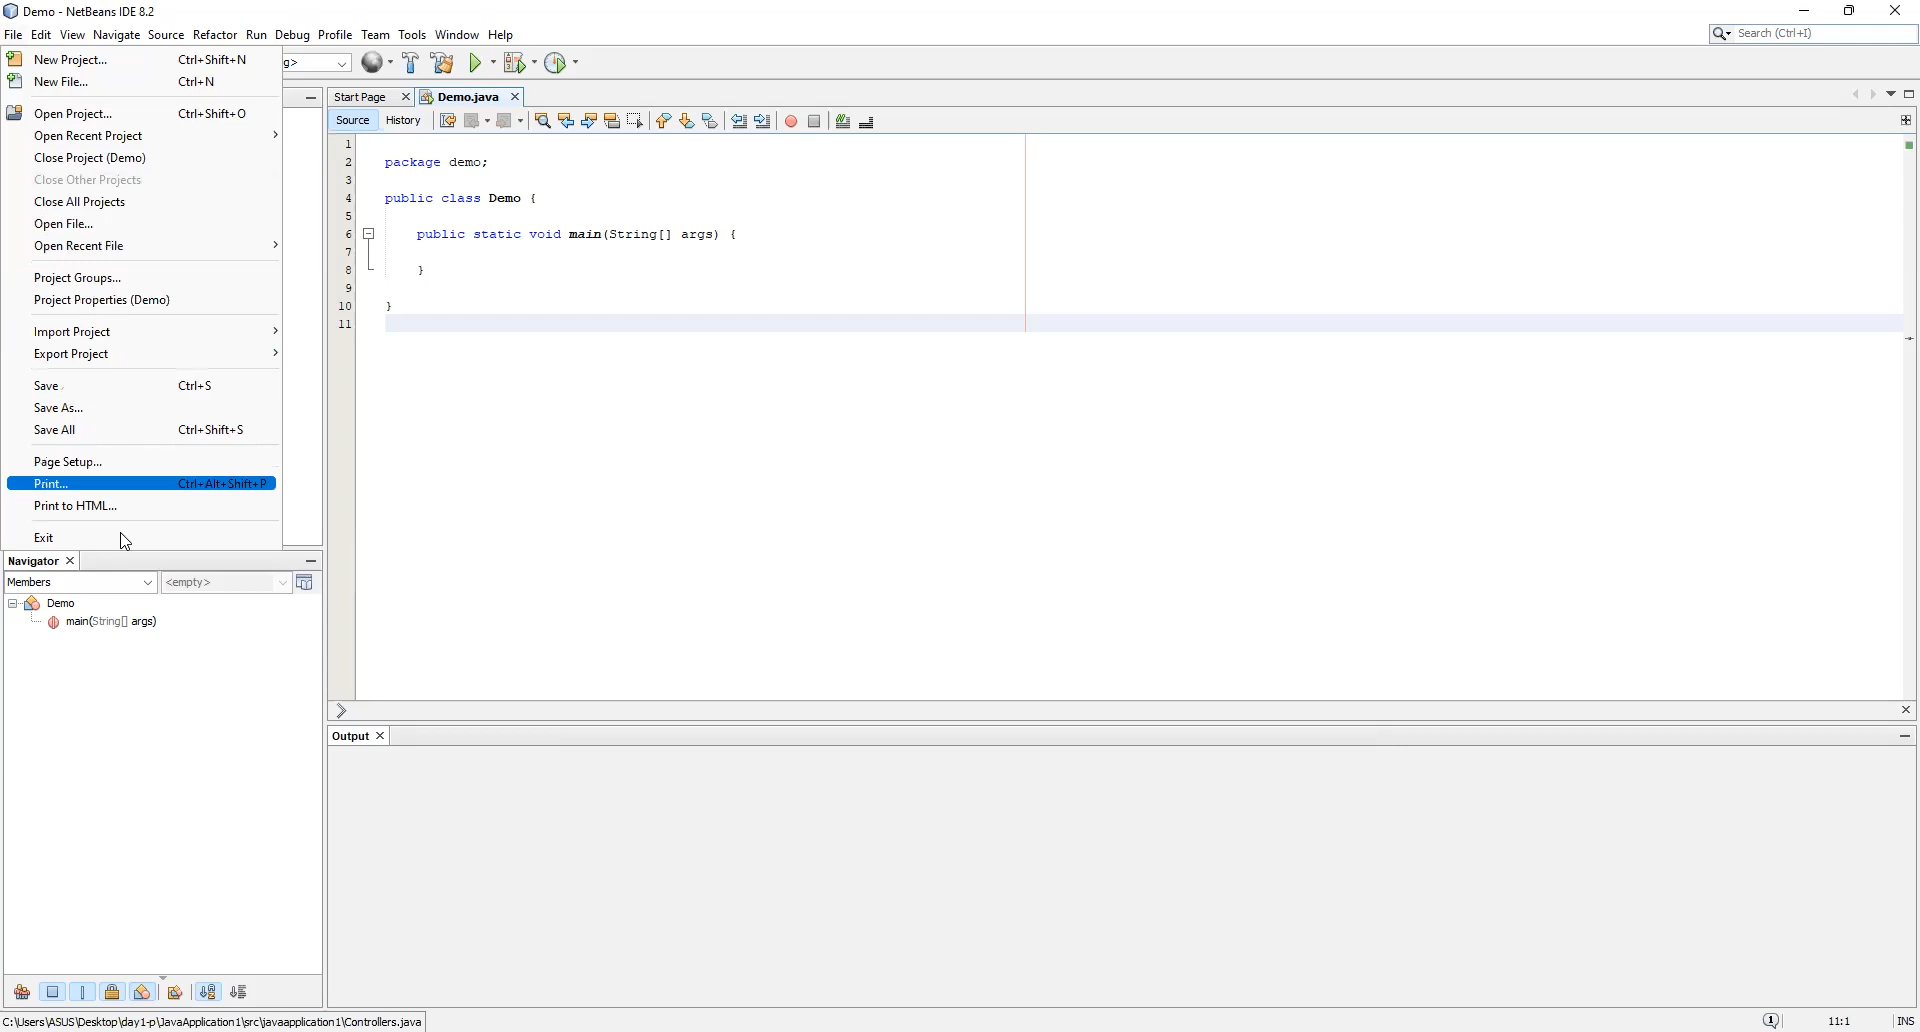 Demo - NetBeans IDE 8.2
File Edit View Navigate Source Refactor Run Debug Profile Team Tools Window Help
Search (Ctrl+I)
New Project... Ctrl+Shift+N
g>
New File... Ctrl+N
Open Project... Ctrl+Shift+O
Open Recent Project
Close Project (Demo)
Close Other Projects
Close All Projects
Open File...
Open Recent File
Project Groups...
Project Properties (Demo)
Import Project
Export Project
Save Ctrl+S
Save As...
Save All Ctrl+Shift+S
Page Setup...
Print... Ctrl+Alt+Shift+P
Print to HTML...
Exit
Start Page Demo.java
Source History
1
2 package demo;
3
4 public class Demo {
5
6 public static void main(String[] args) {
7
8 }
9
10 }
11
Navigator
Members <empty>
Demo
main(String[] args)
Output
C:\Users\ASUS\Desktop\day1-p\JavaApplication1\src\javaapplication1\Controllers.java
1 11:1 INS